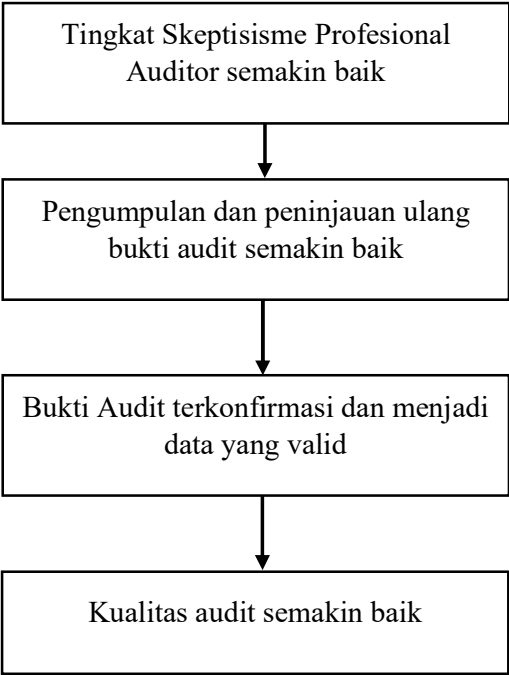 Tingkat Skeptisisme Profesional
Auditor semakin baik
Pengumpulan dan peninjauan ulang
bukti audit semakin baik
Bukti Audit terkonfirmasi dan menjadi
data yang valid
Kualitas audit semakin baik